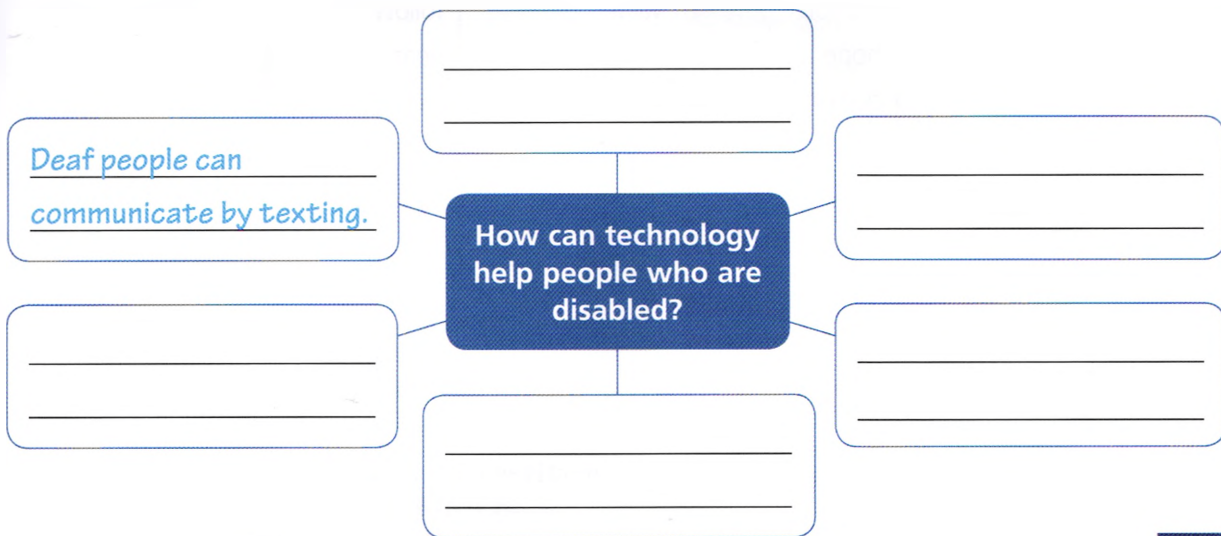 Deaf people can
communicate by texting.
How can technology
help people who are
disabled?